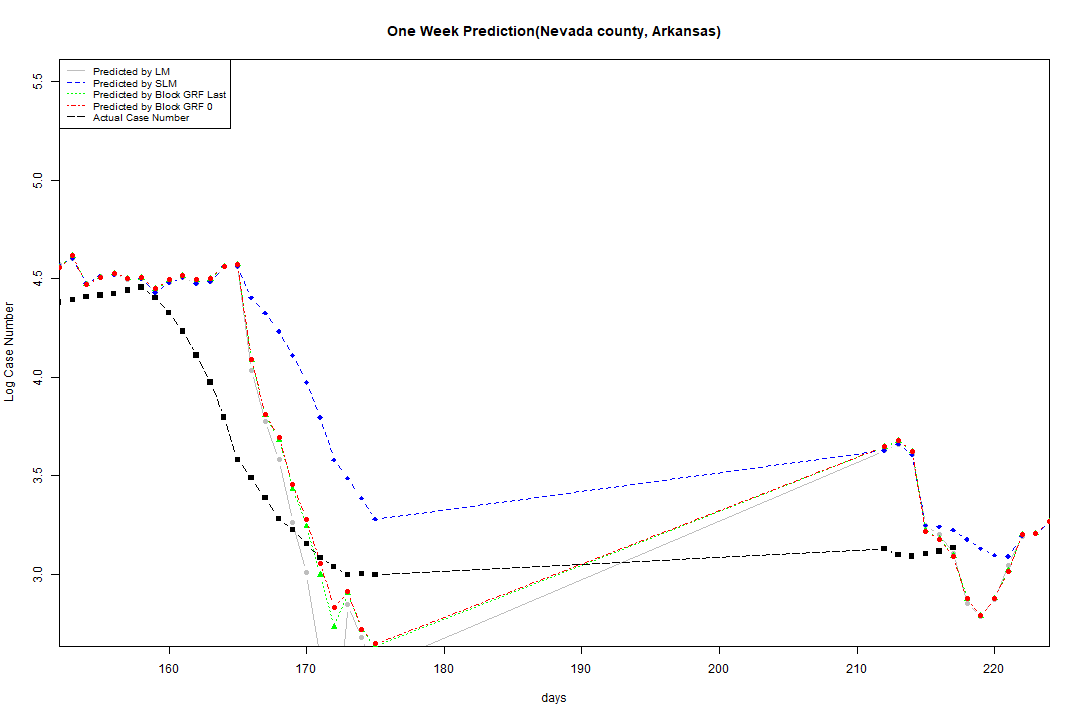 One Week Prediction(Nevada county, Arkansas)
Predicted by LM
Predicted by SLM
Predicted by Block GRF Last
Predicted by Block GRF 0
Actual Case Number
5.5
5.0
4.5
4.0
3.5
3.0
Log Case Number
160 170 180 190 200 210 220
days